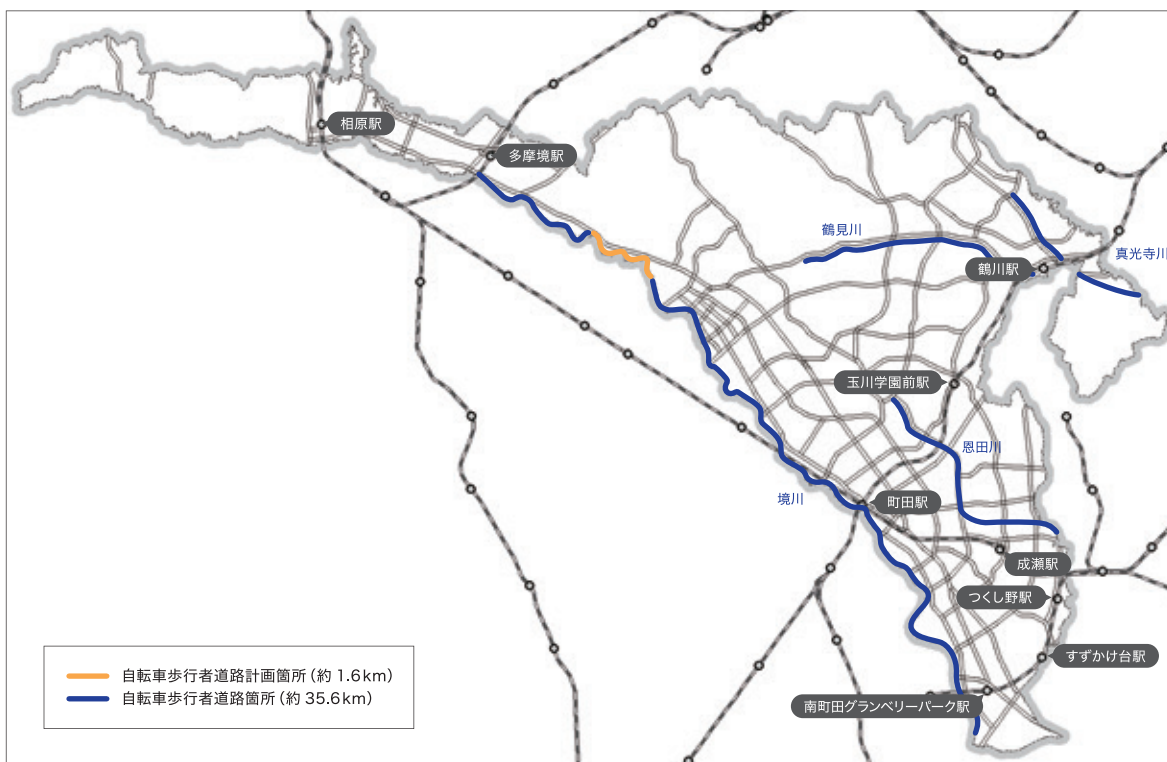 相原駅
多摩境駅
鶴見川
真光寺川
鶴川駅
玉川学園前駅
恩田川
境川
町田駅
成瀬駅
つくし野駅
すずかけ台駅
南町田グランベリーパーク駅
自転車歩行者道路計画箇所（約 1.6km）
自転車歩行者道路箇所（約 35.6km）